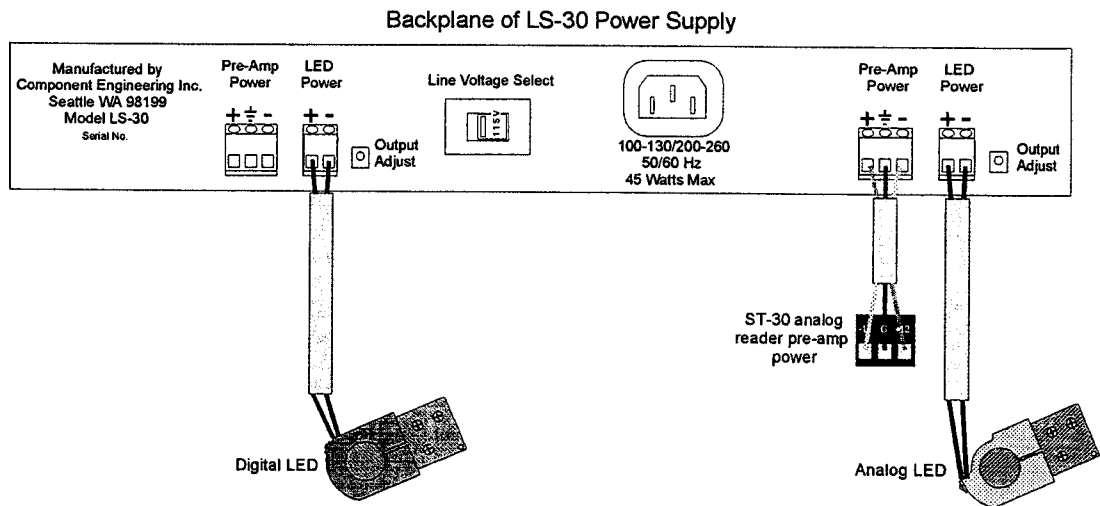 Backplane of LS-30 Power Supply
Manufactured by
Component Engineering Inc.
Seattle WA 98199
Model LS-30
Serial No.
Pre-Amp
Power
+ ⏚ -
LED
Power
+ -
Output
Adjust
Line Voltage Select
115V
100-130/200-260
50/60 Hz
45 Watts Max
Pre-Amp
Power
+ ⏚ -
LED
Power
+ -
Output
Adjust
ST-30 analog
reader pre-amp
power
Digital LED
Analog LED